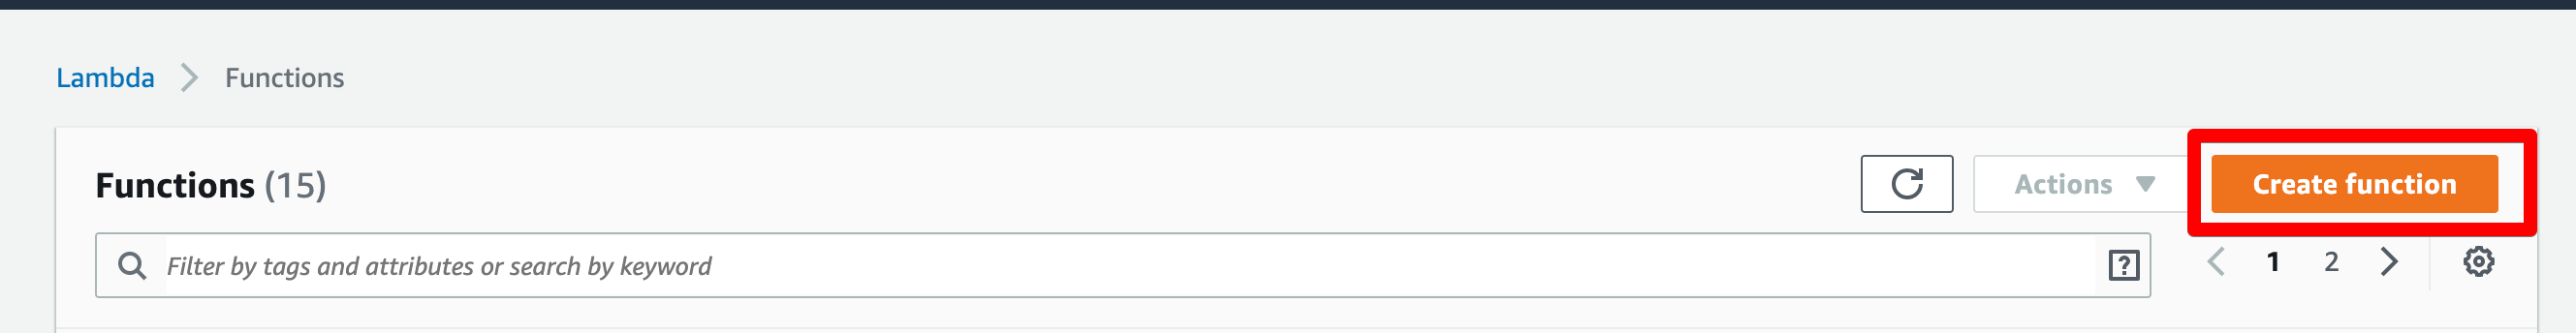 Lambda > Functions
Functions (15)
Actions
Create function
Filter by tags and attributes or search by keyword
?
1 2